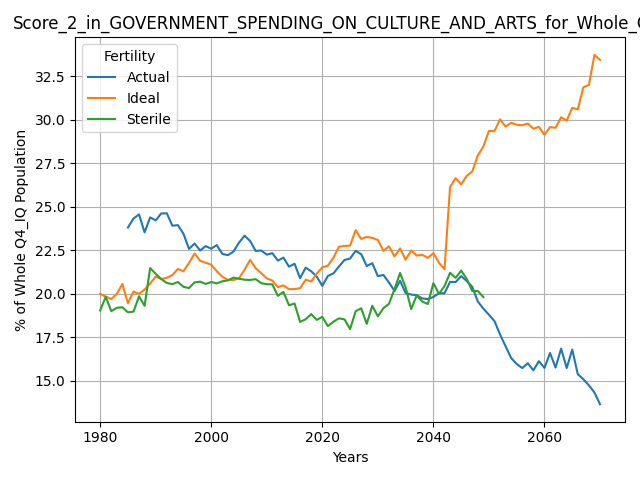 Score_2_in_GOVERNMENT_SPENDING_ON_CULTURE_AND_ARTS_for_Whole_
Fertility
Actual
Ideal
Sterile
32.5
30.0
27.5
25.0
22.5
20.0
17.5
15.0
% of Whole Q4_IQ Population
1980
2000
2020
2040
2060
Years